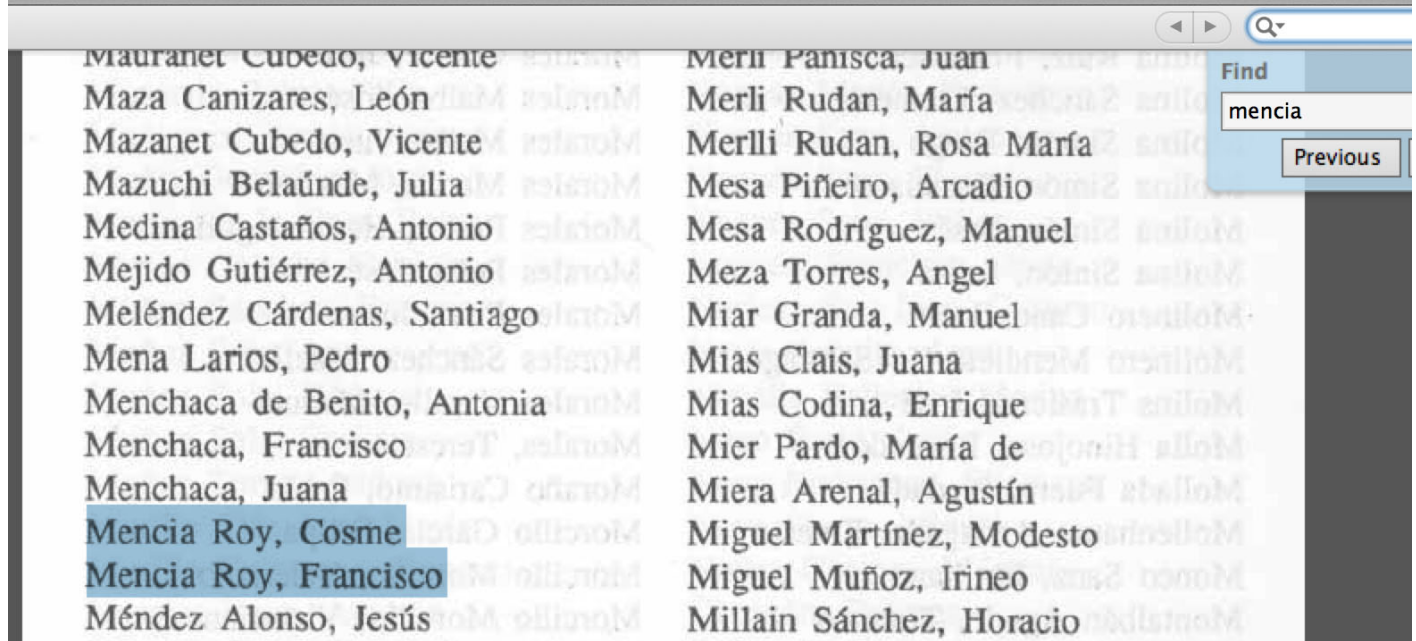 Mauranet Cubedo, Vicente
Maza Canizares, León
Mazanet Cubedo, Vicente
Mazuchi Belaúnde, Julia
Medina Castaños, Antonio
Mejido Gutiérrez, Antonio
Meléndez Cárdenas, Santiago
Mena Larios, Pedro
Menchaca de Benito, Antonia
Menchaca, Francisco
Menchaca, Juana
Mencía Roy, Cosme
Mencía Roy, Francisco
Méndez Alonso, Jesús
Merli Panisca, Juan
Merli Rudan, María
Merlli Rudan, Rosa María
Mesa Piñeiro, Arcadio
Mesa Rodríguez, Manuel
Meza Torres, Angel
Miar Granda, Manuel
Mias Clais, Juana
Mias Codina, Enrique
Mier Pardo, María de
Miera Arenal, Agustín
Miguel Martínez, Modesto
Miguel Muñoz, Irineo
Millain Sánchez, Horacio
Find
mencia
Previous